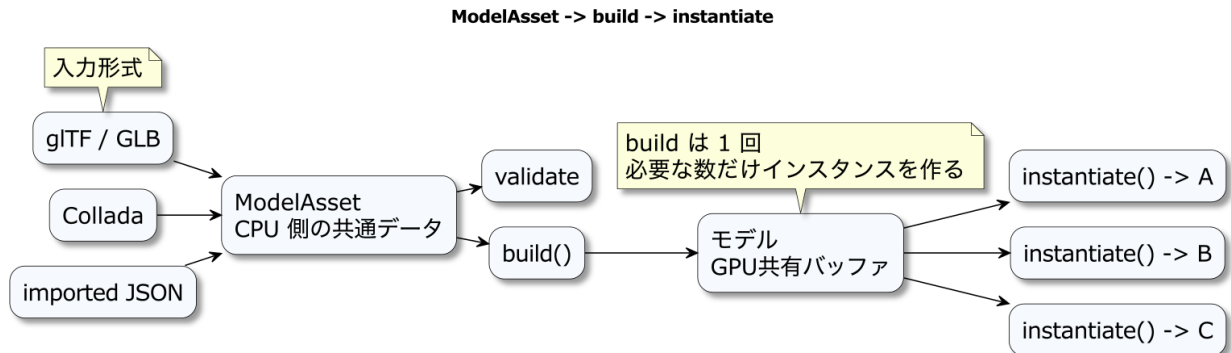 ModelAsset -> build -> instantiate
入力形式
glTF / GLB
Collada
imported JSON
ModelAsset
CPU 側の共通データ
validate
build()
build は 1 回
必要な数だけインスタンスを作る
モデル
GPU共有バッファ
instantiate() -> A
instantiate() -> B
instantiate() -> C